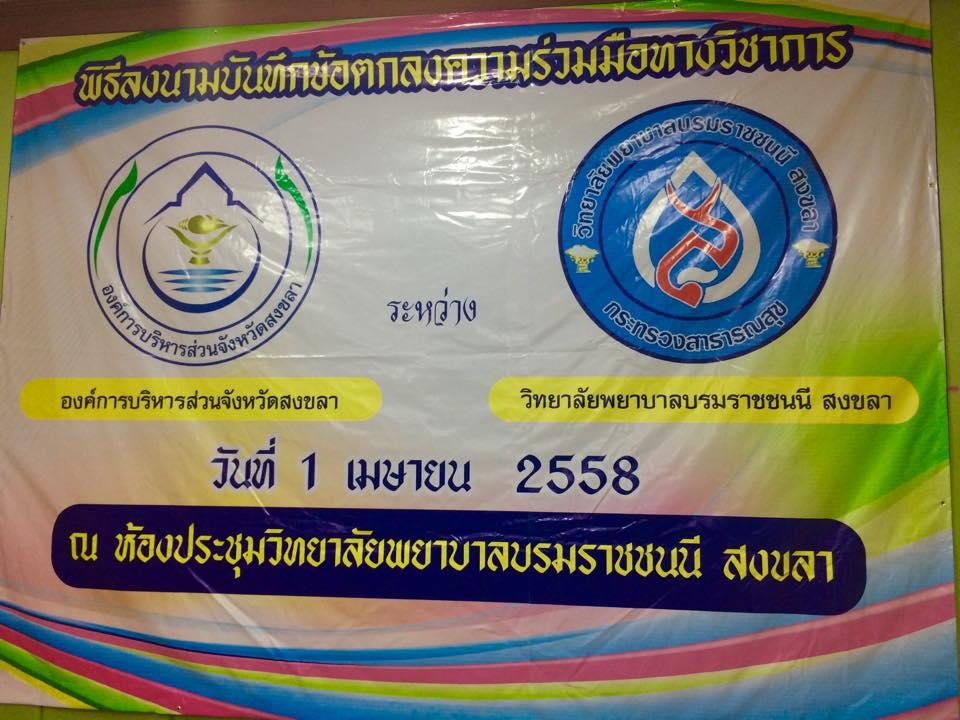 พิธีลงนามบันทึกข้อตกลงความร่วมมือทางวิชาการ
องค์การบริหารส่วนจังหวัดสงขลา
ระหว่าง
วิทยาลัยพยาบาลบรมราชชนนี สงขลา
กระทรวงสาธารณสุข
องค์การบริหารส่วนจังหวัดสงขลา
วิทยาลัยพยาบาลบรมราชชนนี สงขลา
วันที่ 1 เมษายน 2558
ณ ห้องประชุมวิทยาลัยพยาบาลบรมราชชนนี สงขลา